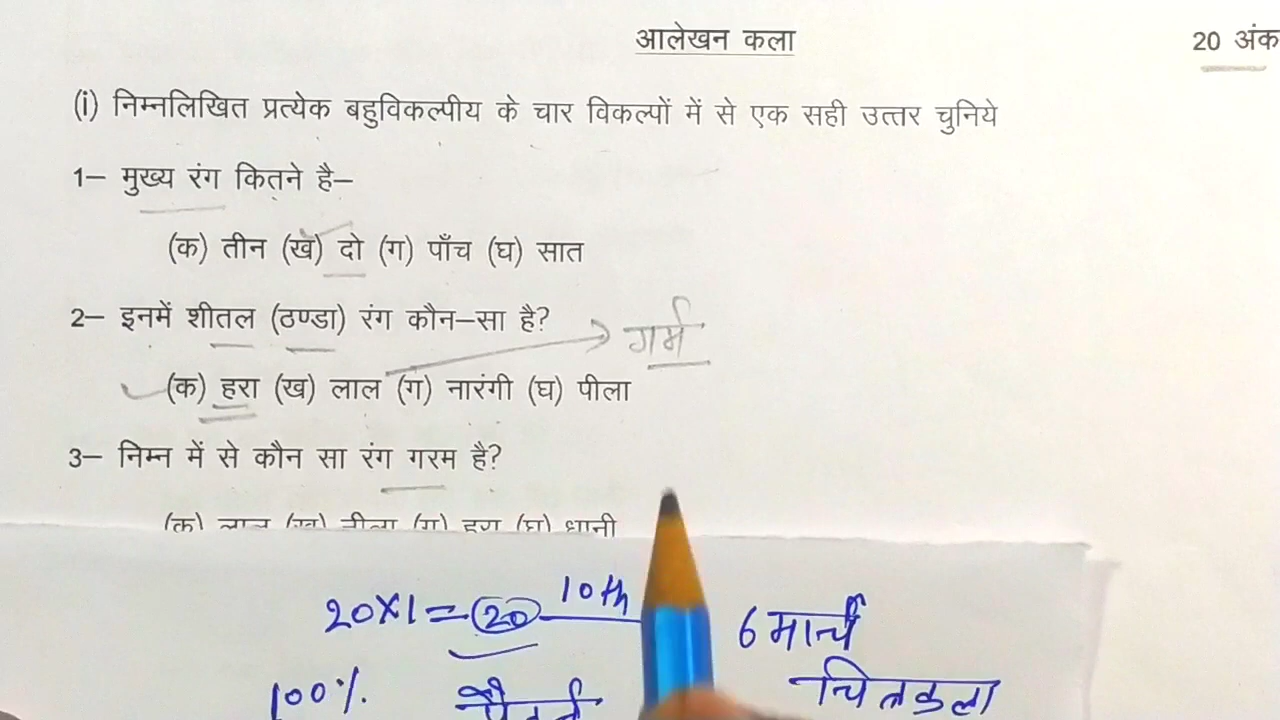 आलेखन कला
20 अंक
(i) निम्नलिखित प्रत्येक बहुविकल्पीय के चार विकल्पों में से एक सही उत्तर चुनिये
1– मुख्य रंग कितने है–
(क) तीन (ख) दो (ग) पाँच (घ) सात
2– इनमें शीतल (ठण्डा) रंग कौन–सा है?
गर्म
(क) हरा (ख) लाल (ग) नारंगी (घ) पीला
3– निम्न में से कौन सा रंग गरम है?
(क) लाल (ख) नीला (ग) हरा (घ) धानी
20×1=20 10th 6 मार्च
100% चित्रकला